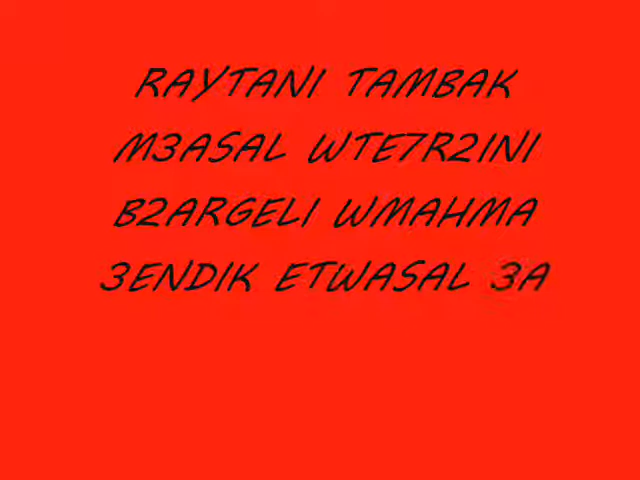 RAYTANI TAMBAK
M3ASAL WTE7R2INI
B2ARGELI WMAHMA
3ENDIK ETWASAL 3A